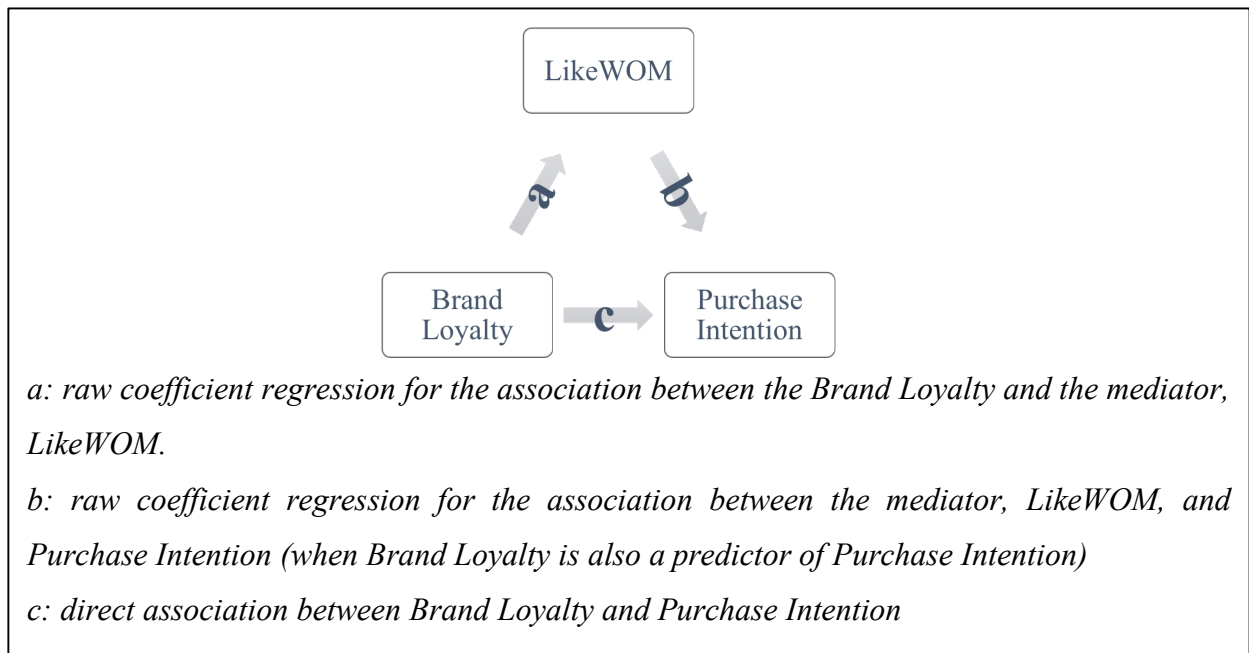 LikeWOM
a
b
Brand
Loyalty
c
Purchase
Intention
a: raw coefficient regression for the association between the Brand Loyalty and the mediator,
LikeWOM.
b: raw coefficient regression for the association between the mediator, LikeWOM, and
Purchase Intention (when Brand Loyalty is also a predictor of Purchase Intention)
c: direct association between Brand Loyalty and Purchase Intention